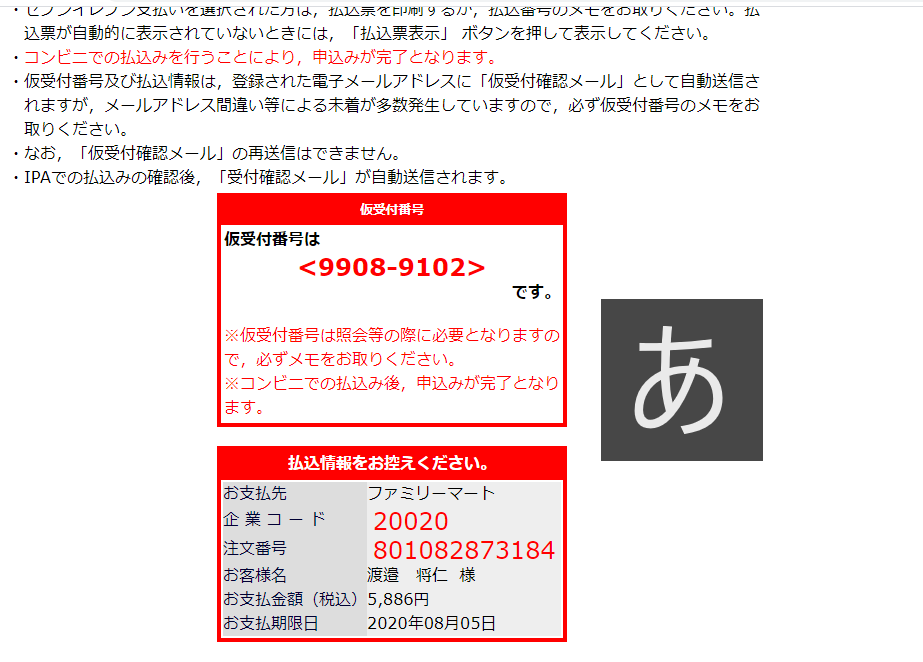 ・セブンイレブン支払いを選択された方は，払込票を印刷するか，払込番号のメモをお取りください。払
込票が自動的に表示されていないときには，「払込票表示」 ボタンを押して表示してください。
・コンビニでの払込みを行うことにより，申込みが完了となります。
・仮受付番号及び払込情報は，登録された電子メールアドレスに「仮受付確認メール」として自動送信さ
れますが，メールアドレス間違い等による未着が多数発生していますので，必ず仮受付番号のメモをお
取りください。
・なお，「仮受付確認メール」の再送信はできません。
・IPAでの払込みの確認後，「受付確認メール」が自動送信されます。
仮受付番号
仮受付番号は
<9908-9102>
です。
※仮受付番号は照会等の際に必要となりますの
で，必ずメモをお取りください。
※コンビニでの払込み後，申込みが完了となり
ます。
あ
払込情報をお控えください。
お支払先 ファミリーマート
企業コード 20020
注文番号 801082873184
お客様名 渡邉　将仁 様
お支払金額（税込） 5,886円
お支払期限日 2020年08月05日